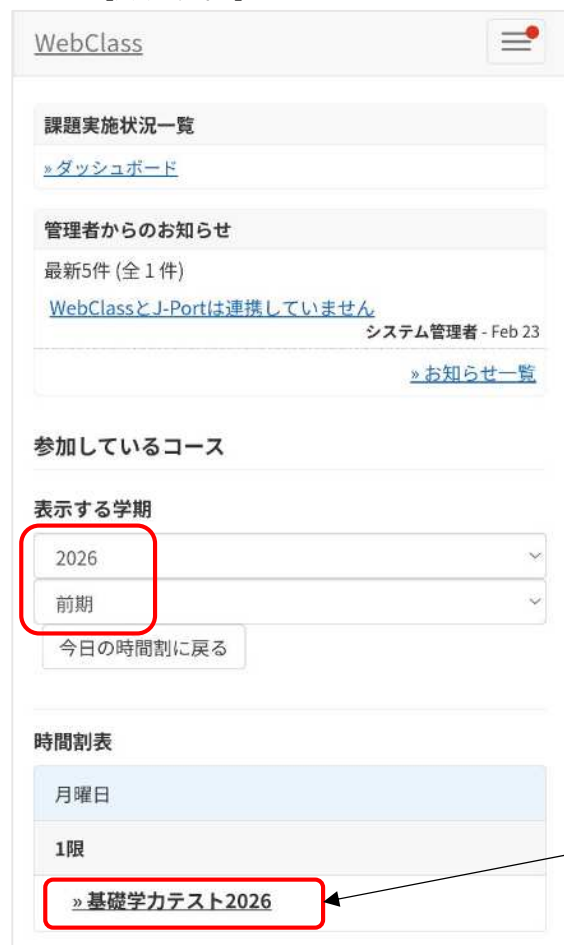 WebClass
課題実施状況一覧
»ダッシュボード
管理者からのお知らせ
最新5件 (全 1 件)
WebClassとJ-Portは連携していません
システム管理者 - Feb 23
»お知らせ一覧
参加しているコース
表示する学期
2026
前期
今日の時間割に戻る
時間割表
月曜日
1限
»基礎学力テスト2026